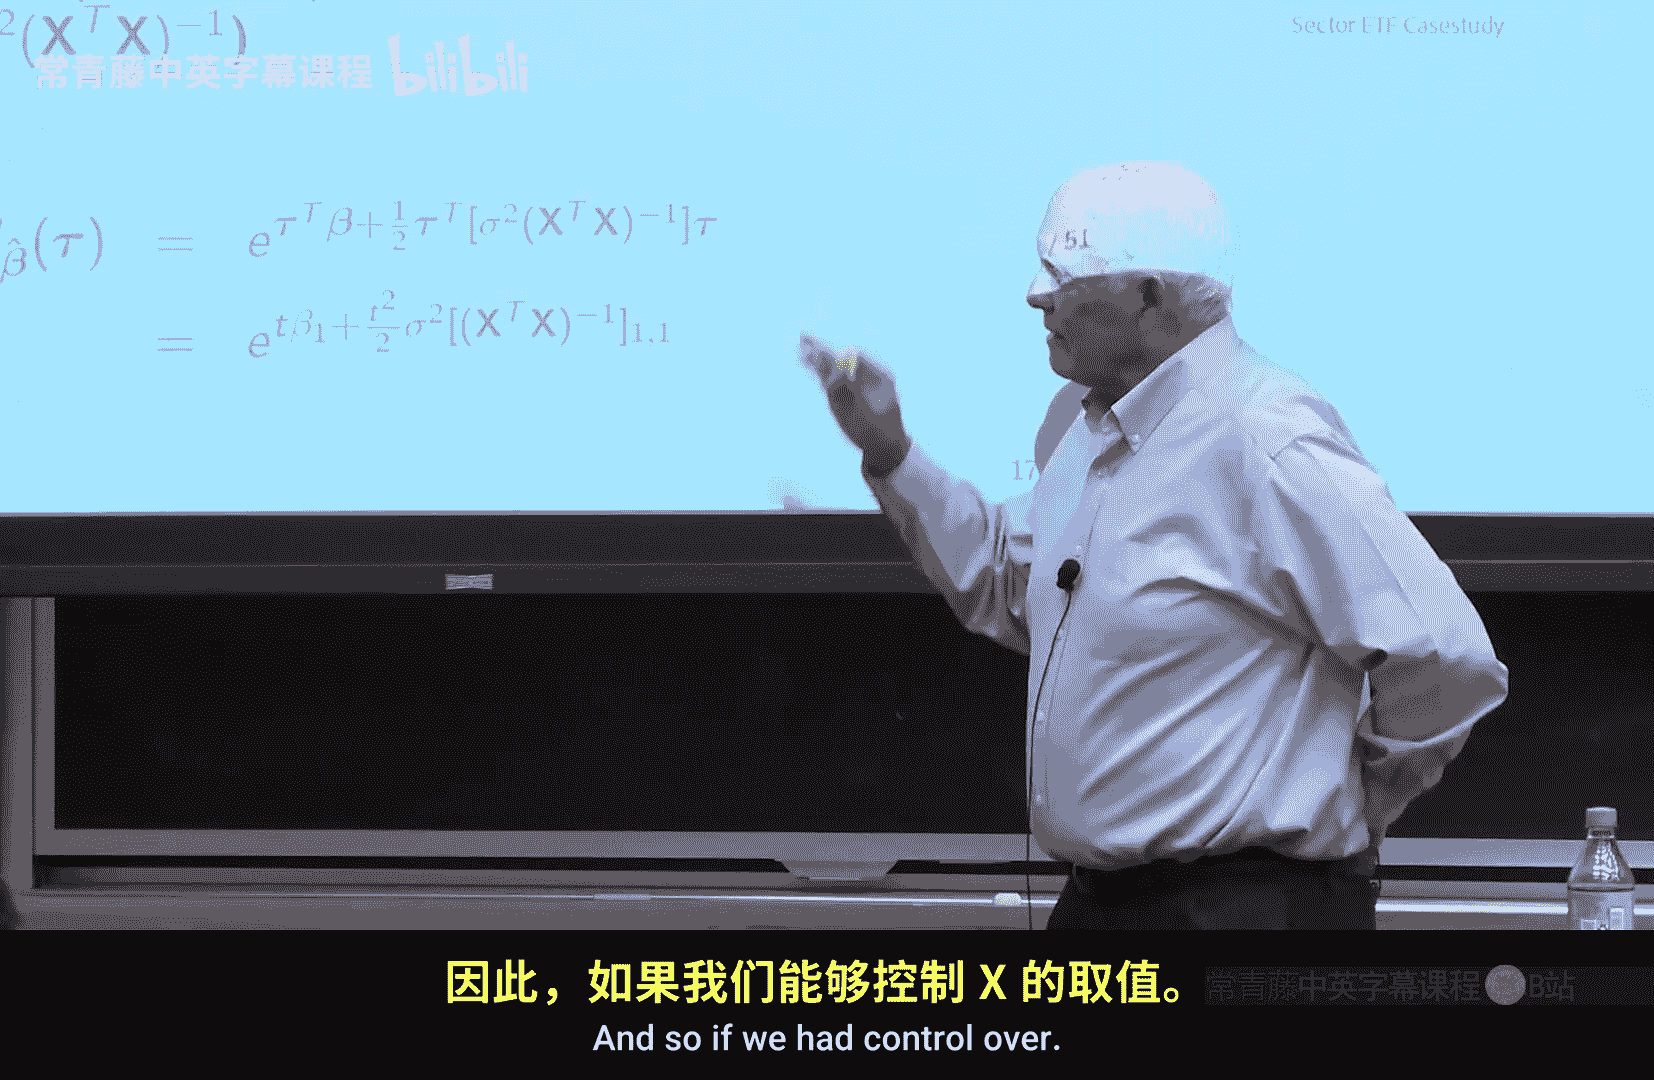 ²(XᵀX)⁻¹)
Sector ETF Casestudy
常青藤中英字幕课程 bilibili
β̂(τ) = e^{τᵀβ+½τᵀ[σ²(XᵀX)⁻¹]τ}
/ 51
= e^{tβ₁+t²/2 σ²[(XᵀX)⁻¹]₁,₁}
17
因此，如果我们能够控制 X 的取值。
常青藤中英字幕课程 B站
And so if we had control over.